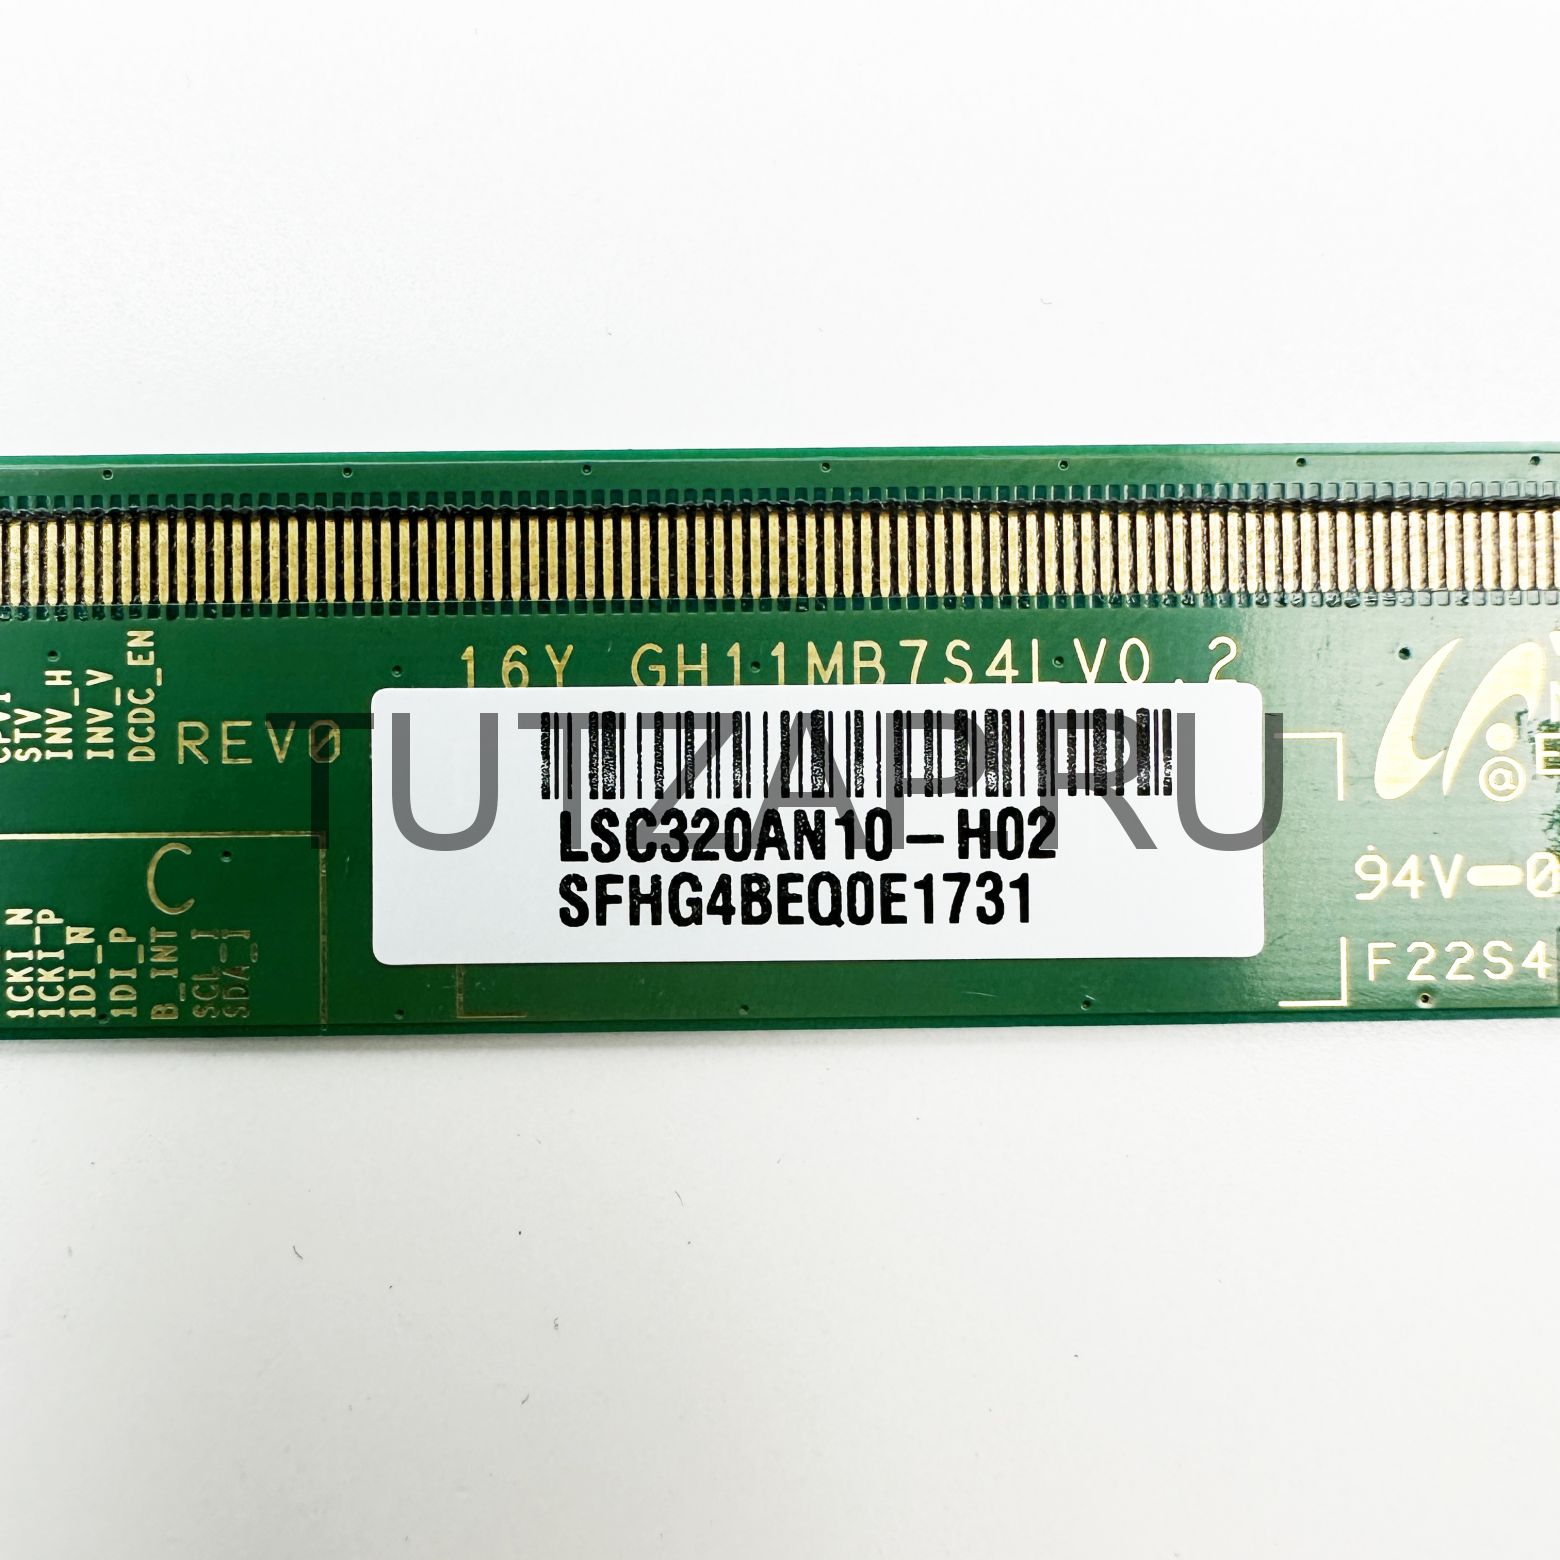 16Y GH11MB7S4LV0.2
STV
INV_H
INV_V
DCDC_EN
REV0
TUTZAP.RU
LSC320AN10-H02
SFHG4BEQ0E1731
C
1CKI_N
1CKI_P
1DI_N
1DI_P
B_INT
SCL_I
SDA_I
@
94V-0
F22S4